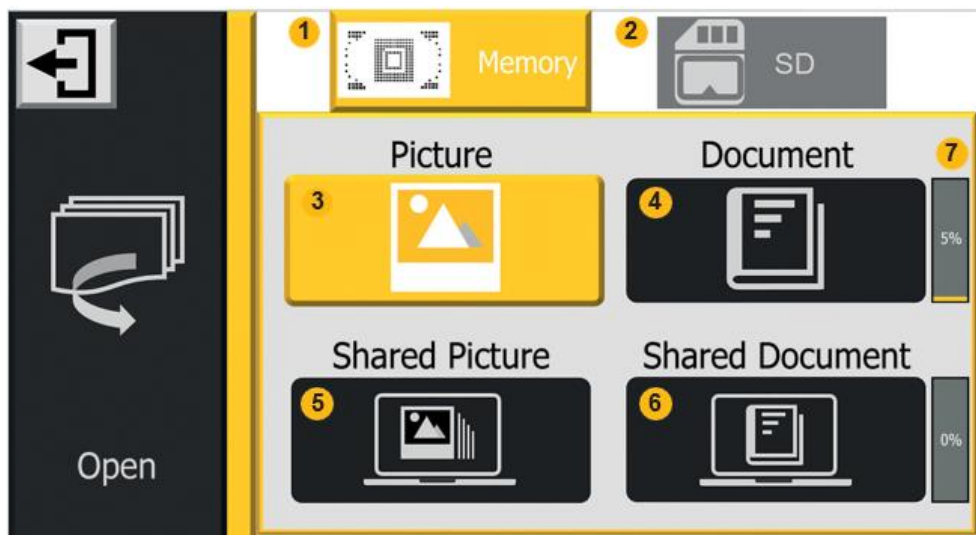 1 Memory 2 SD
Picture Document 7
3 4
5%
Shared Picture Shared Document
5 6
0%
Open